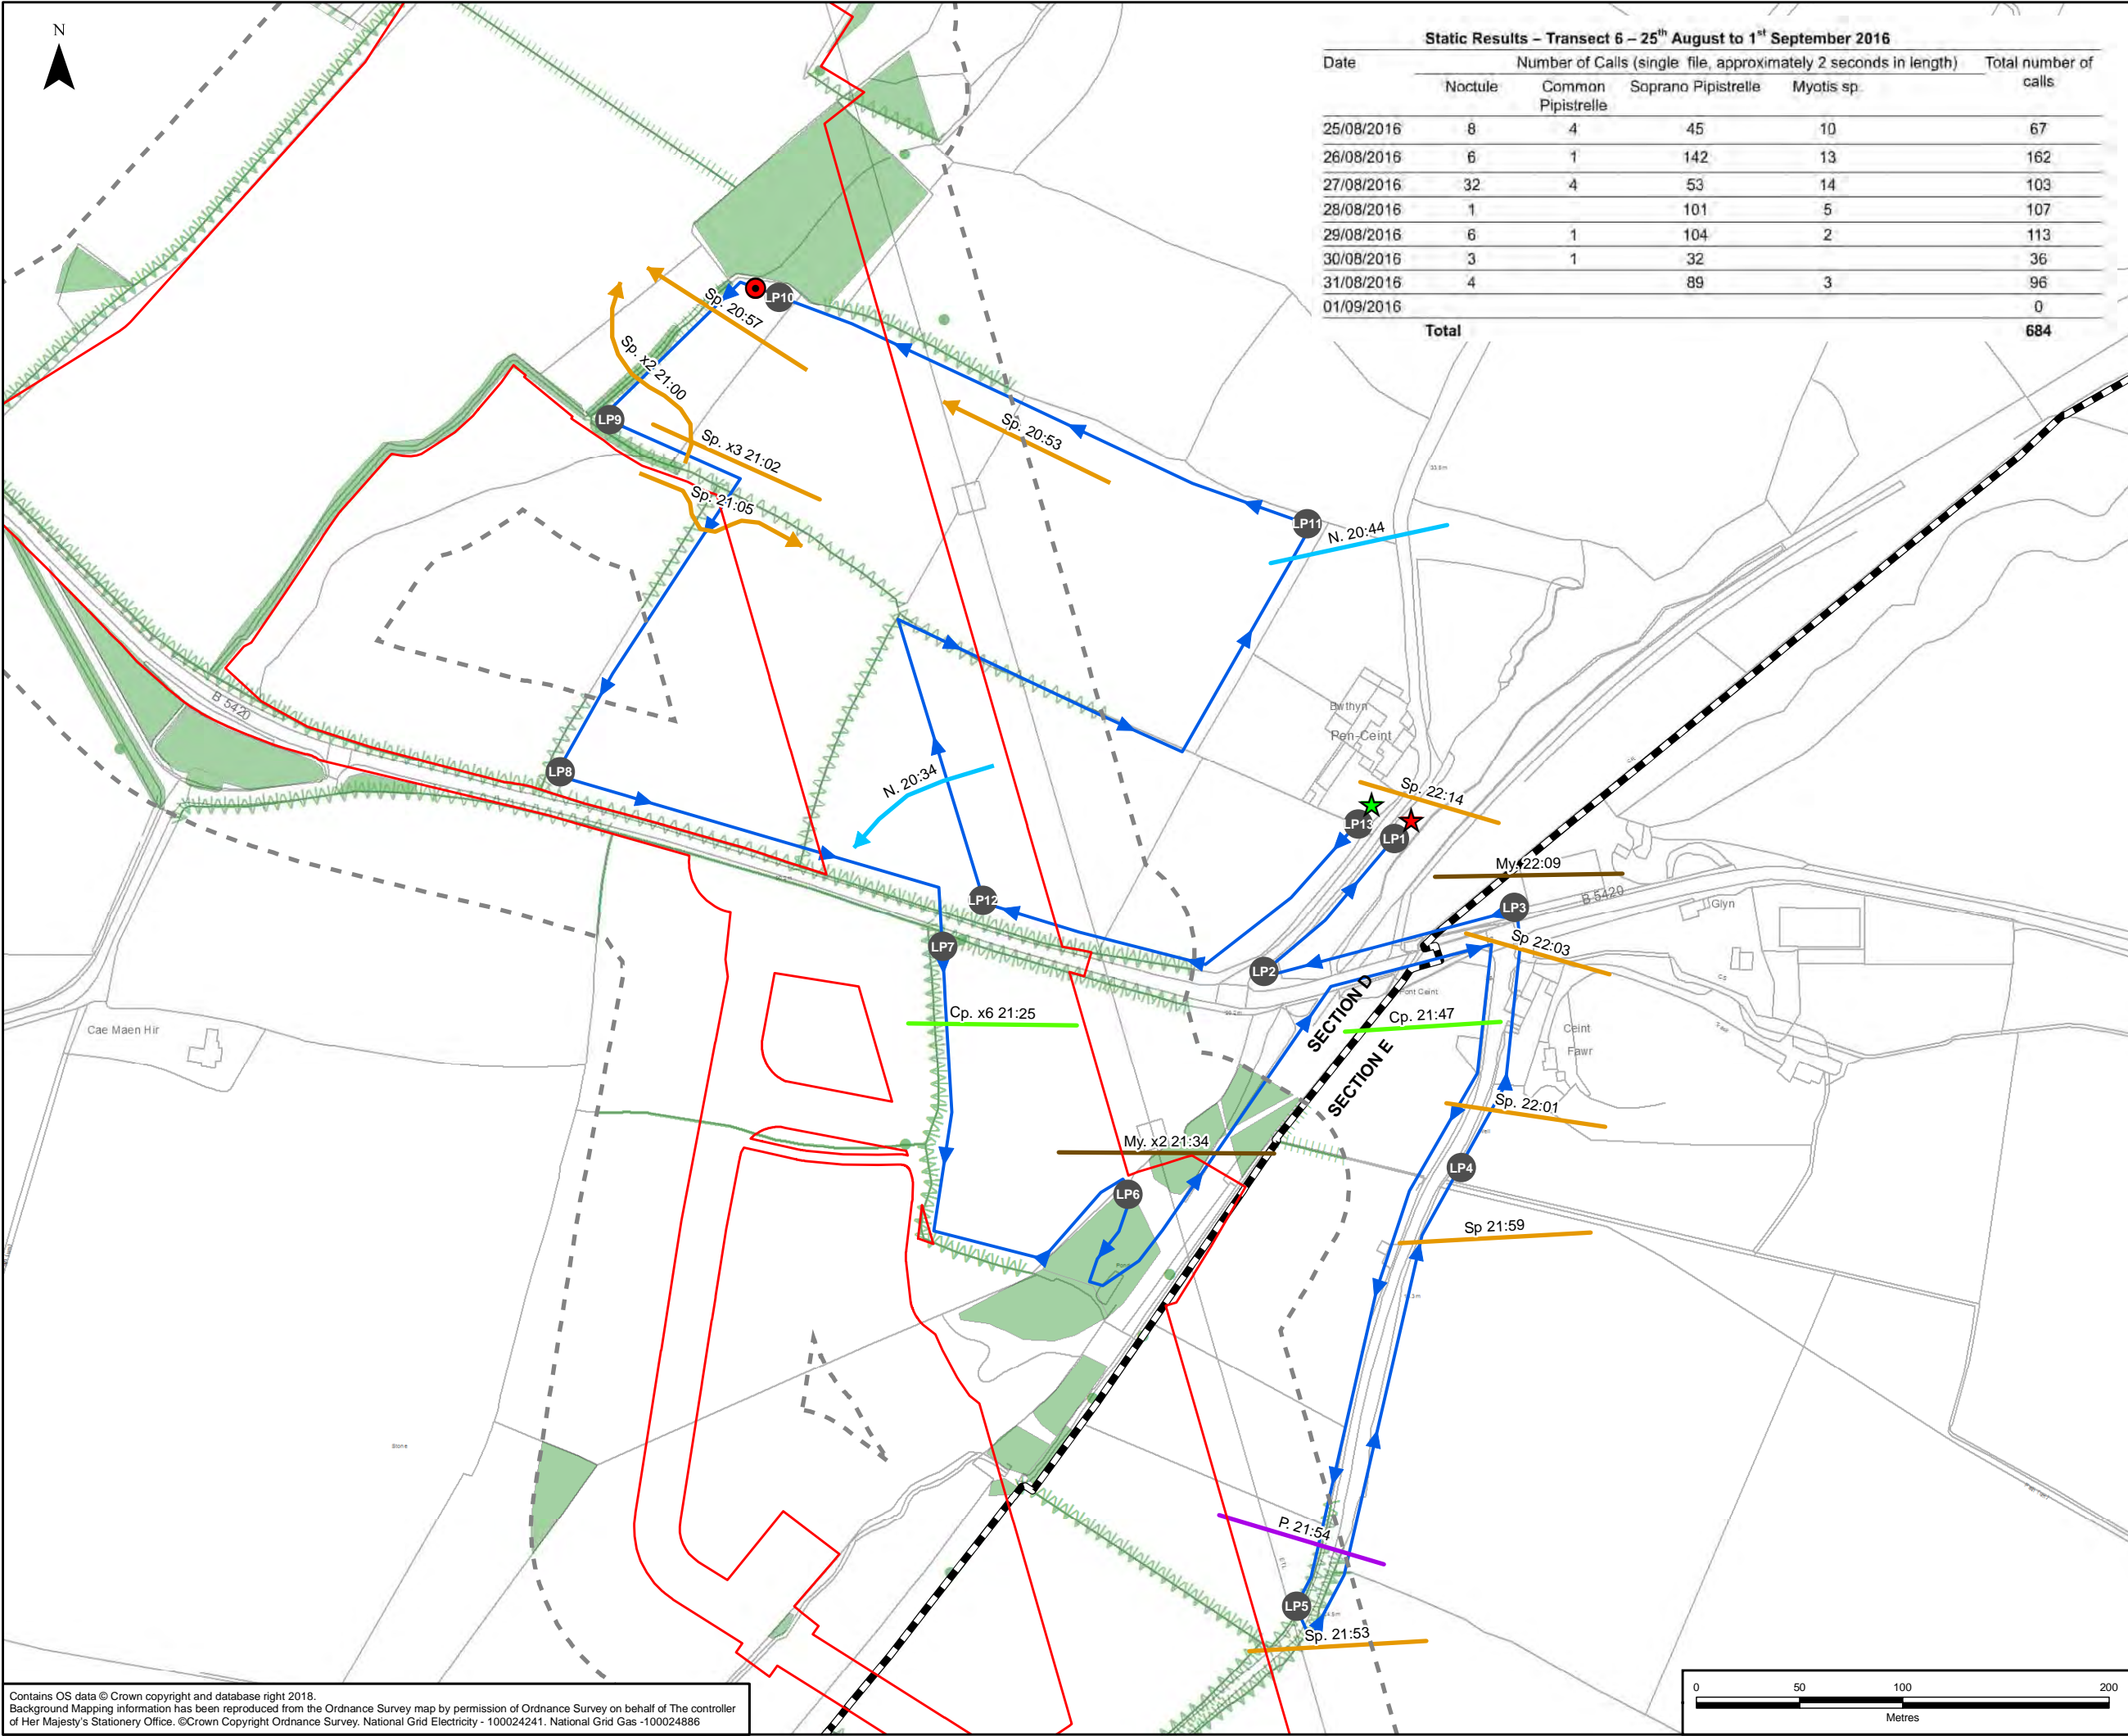 N
Static Results – Transect 6 – 25th August to 1st September 2016
Date Number of Calls (single file, approximately 2 seconds in length) Total number of calls
Noctule Common Pipistrelle Soprano Pipistrelle Myotis sp.
25/08/2016 8 4 45 10 67
26/08/2016 6 1 142 13 162
27/08/2016 32 4 53 14 103
28/08/2016 1 101 5 107
29/08/2016 6 1 104 2 113
30/08/2016 3 1 32 36
31/08/2016 4 89 3 96
01/09/2016 0
Total 684
LP10
Sp. 20:57
Sp. x2 21:00
LP9
Sp. x3 21:02
Sp. 20:53
Sp. 21:05
LP11
N. 20:44
B 5420
Bwthyn
Pen-Ceint
LP8
N. 20:34
Sp. 22:14
LP13
LP1
My. 22:09
LP12
LP3
B 5420
Glyn
LP7
LP2
Sp 22:03
SECTION D
Pont Ceint
Cp. x6 21:25
Cp. 21:47
Cae Maen Hir
Ceint
Fawr
SECTION E
Sp. 22:01
My. x2 21:34
LP4
LP6
Sp 21:59
Stone
P. 21:54
LP5
Sp. 21:53
Contains OS data © Crown copyright and database right 2018.
Background Mapping information has been reproduced from the Ordnance Survey map by permission of Ordnance Survey on behalf of The controller
of Her Majesty's Stationery Office. ©Crown Copyright Ordnance Survey. National Grid Electricity - 100024241. National Grid Gas -100024886
0 50 100 200
Metres